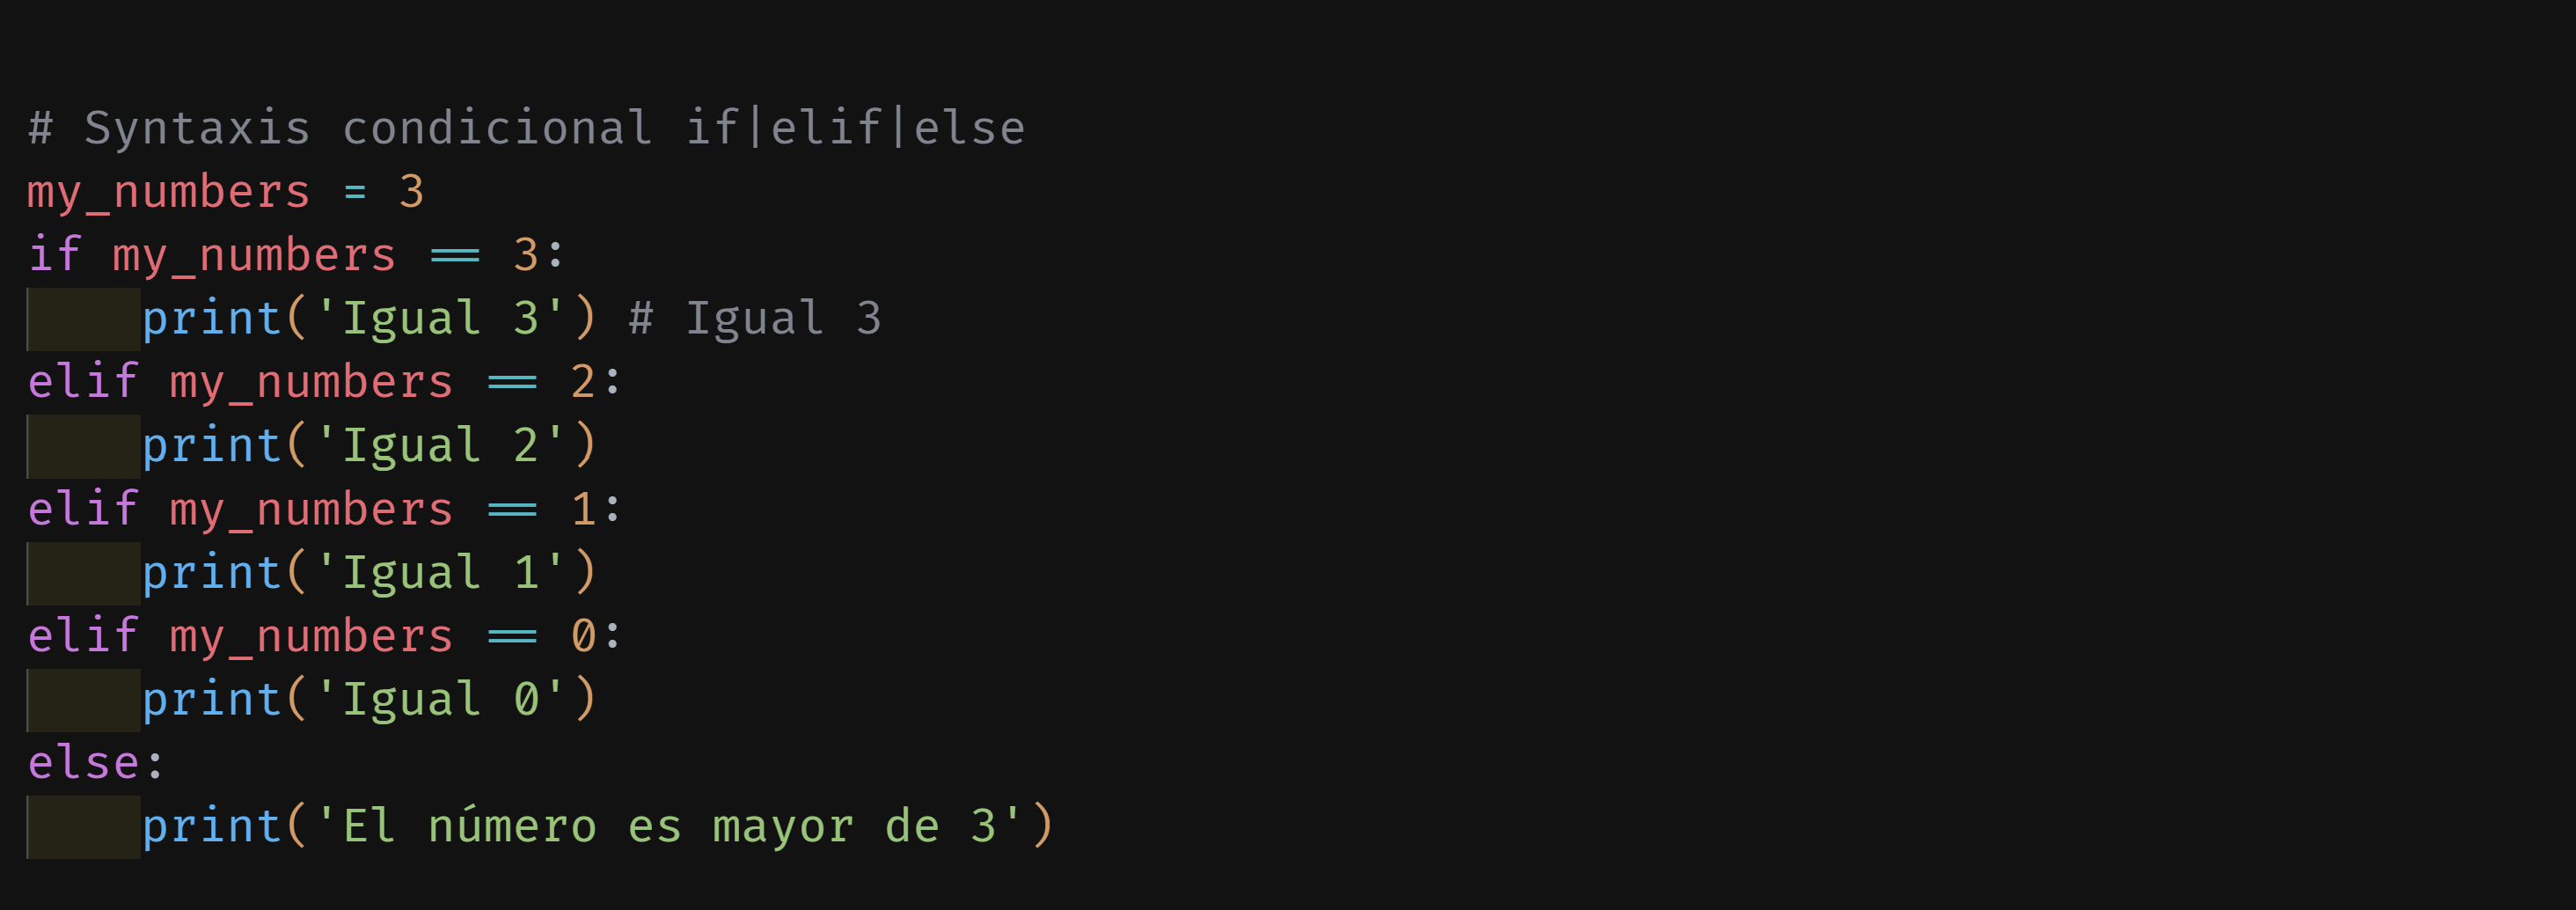 # Syntaxis condicional if|elif|else
my_numbers = 3
if my_numbers == 3:
    print('Igual 3') # Igual 3
elif my_numbers == 2:
    print('Igual 2')
elif my_numbers == 1:
    print('Igual 1')
elif my_numbers == 0:
    print('Igual 0')
else:
    print('El número es mayor de 3')